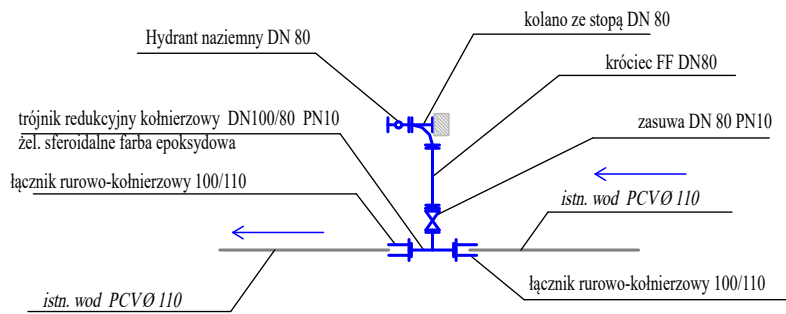 kolano ze stopą DN 80
Hydrant naziemny DN 80
króciec FF DN80
trójnik redukcyjny kołnierzowy DN100/80 PN10
żel. sferoidalne farba epoksydowa
zasuwa DN 80 PN10
łącznik rurowo-kołnierzowy 100/110
istn. wod PCVØ 110
łącznik rurowo-kołnierzowy 100/110
istn. wod PCVØ 110